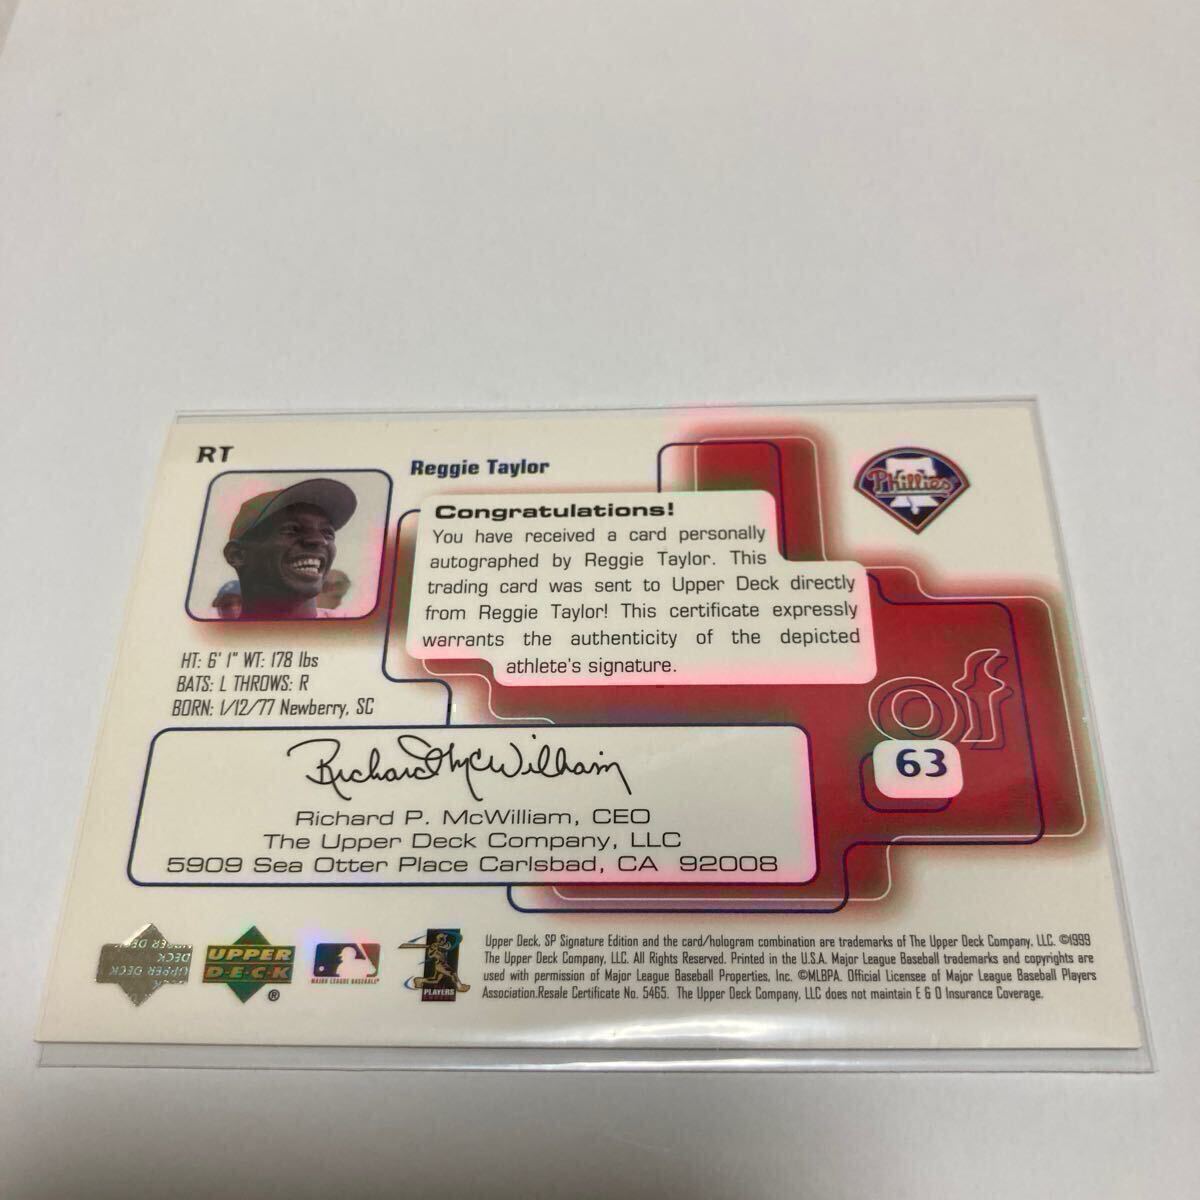 RT
Reggie Taylor
Phillies
Congratulations!
You have received a card personally
autographed by Reggie Taylor. This
trading card was sent to Upper Deck directly
from Reggie Taylor! This certificate expressly
warrants the authenticity of the depicted
athlete's signature.
HT: 6' 1" WT: 178 lbs
BATS: L THROWS: R
BORN: 1/12/77 Newberry, SC
of
63
Richard McWilliam
Richard P. McWilliam, CEO
The Upper Deck Company, LLC
5909 Sea Otter Place Carlsbad, CA 92008
UPPER DECK
UPPER
DECK
®
MAJOR LEAGUE BASEBALL
PLAYERS
Upper Deck, SP Signature Edition and the card/hologram combination are trademarks of The Upper Deck Company, LLC. ©1999
The Upper Deck Company, LLC. All Rights Reserved. Printed in the U.S.A. Major League Baseball trademarks and copyrights are
used with permission of Major League Baseball Properties, Inc. ©MLBPA. Official Licensee of Major League Baseball Players
Association.Resale Certificate No. 5465. The Upper Deck Company, LLC does not maintain E & O Insurance Coverage.